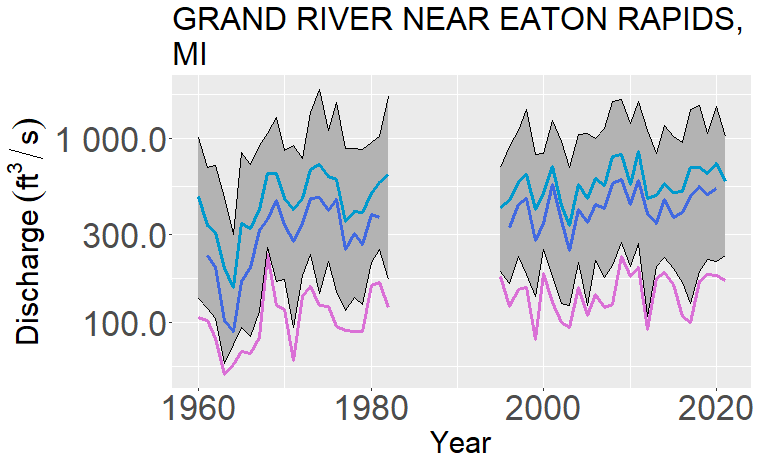 GRAND RIVER NEAR EATON RAPIDS,
MI
Discharge (ft³/s)
1 000.0
300.0
100.0
1960 1980 2000 2020
Year